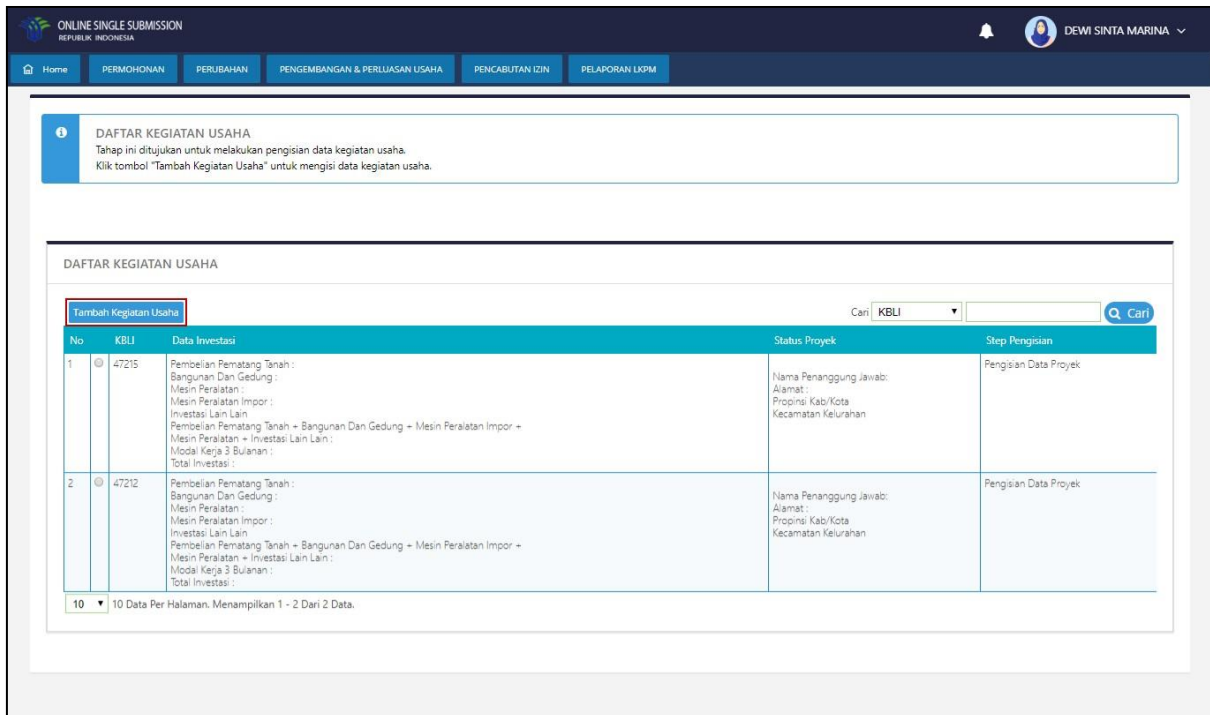 ONLINE SINGLE SUBMISSION
REPUBLIK INDONESIA
DEWI SINTA MARINA
Home PERMOHONAN PERUBAHAN PENGEMBANGAN & PERLUASAN USAHA PENCABUTAN IZIN PELAPORAN LKPM
DAFTAR KEGIATAN USAHA
Tahap ini ditujukan untuk melakukan pengisian data kegiatan usaha.
Klik tombol "Tambah Kegiatan Usaha" untuk mengisi data kegiatan usaha.
DAFTAR KEGIATAN USAHA
Tambah Kegiatan Usaha Cari KBLI Cari
No KBLI Data Investasi Status Proyek Step Pengisian
1 47215 Pembelian Pematang Tanah :
Bangunan Dan Gedung :
Mesin Peralatan :
Mesin Peralatan Impor :
Investasi Lain Lain
Pembelian Pematang Tanah + Bangunan Dan Gedung + Mesin Peralatan Impor +
Mesin Peralatan + Investasi Lain Lain :
Modal Kerja 3 Bulanan :
Total Investasi :
Nama Penanggung Jawab:
Alamat :
Propinsi Kab/Kota
Kecamatan Kelurahan
Pengisian Data Proyek
2 47212 Pembelian Pematang Tanah :
Bangunan Dan Gedung :
Mesin Peralatan :
Mesin Peralatan Impor :
Investasi Lain Lain
Pembelian Pematang Tanah + Bangunan Dan Gedung + Mesin Peralatan Impor +
Mesin Peralatan + Investasi Lain Lain :
Modal Kerja 3 Bulanan :
Total Investasi :
Nama Penanggung Jawab:
Alamat :
Propinsi Kab/Kota
Kecamatan Kelurahan
Pengisian Data Proyek
10 10 Data Per Halaman. Menampilkan 1 - 2 Dari 2 Data.